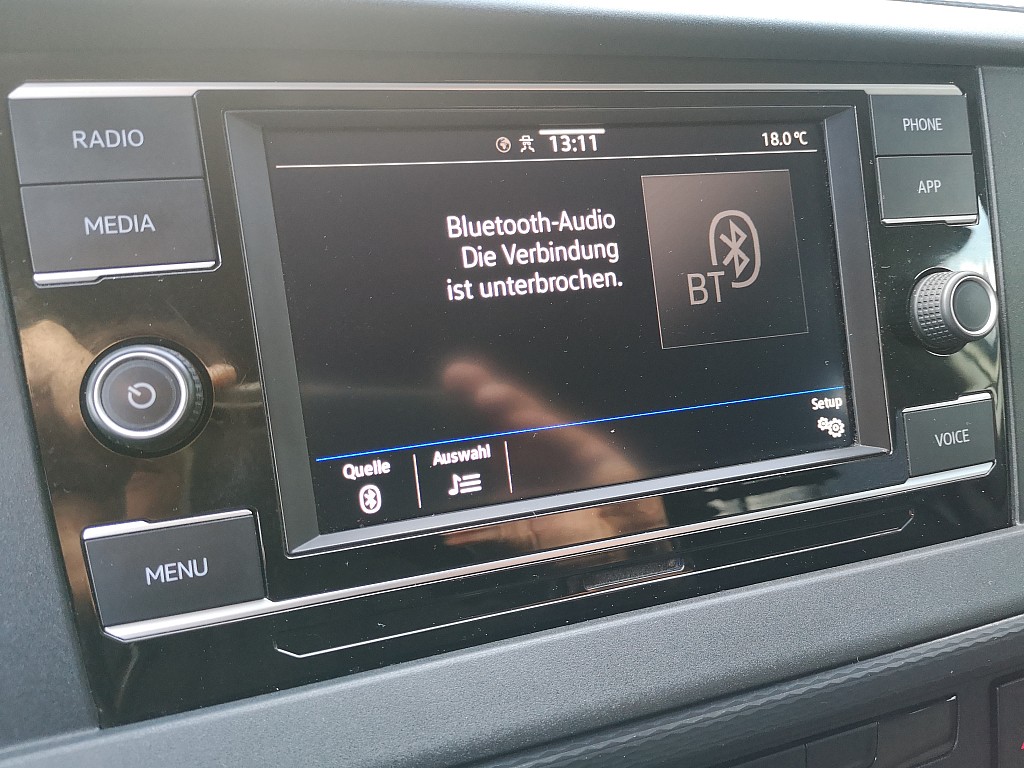 RADIO
MEDIA
MENU
13:11
18.0°C
Bluetooth-Audio
Die Verbindung
ist unterbrochen.
BT
Setup
Quelle
Auswahl
PHONE
APP
VOICE